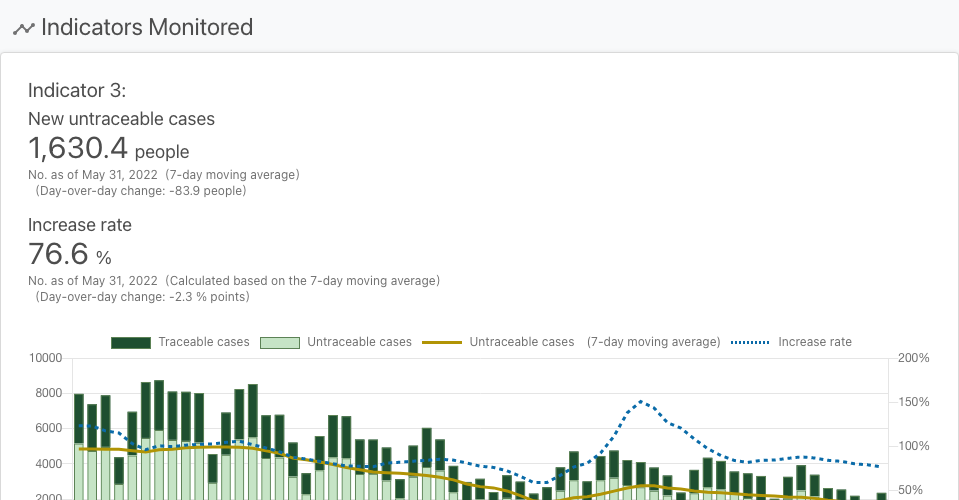 Indicators Monitored
Indicator 3:
New untraceable cases
1,630.4 people
No. as of May 31, 2022 (7-day moving average)
(Day-over-day change: -83.9 people)
Increase rate
76.6 %
No. as of May 31, 2022 (Calculated based on the 7-day moving average)
(Day-over-day change: -2.3 % points)
Traceable cases Untraceable cases Untraceable cases (7-day moving average) Increase rate
10000 200%
8000
150%
6000
100%
4000
50%
2000